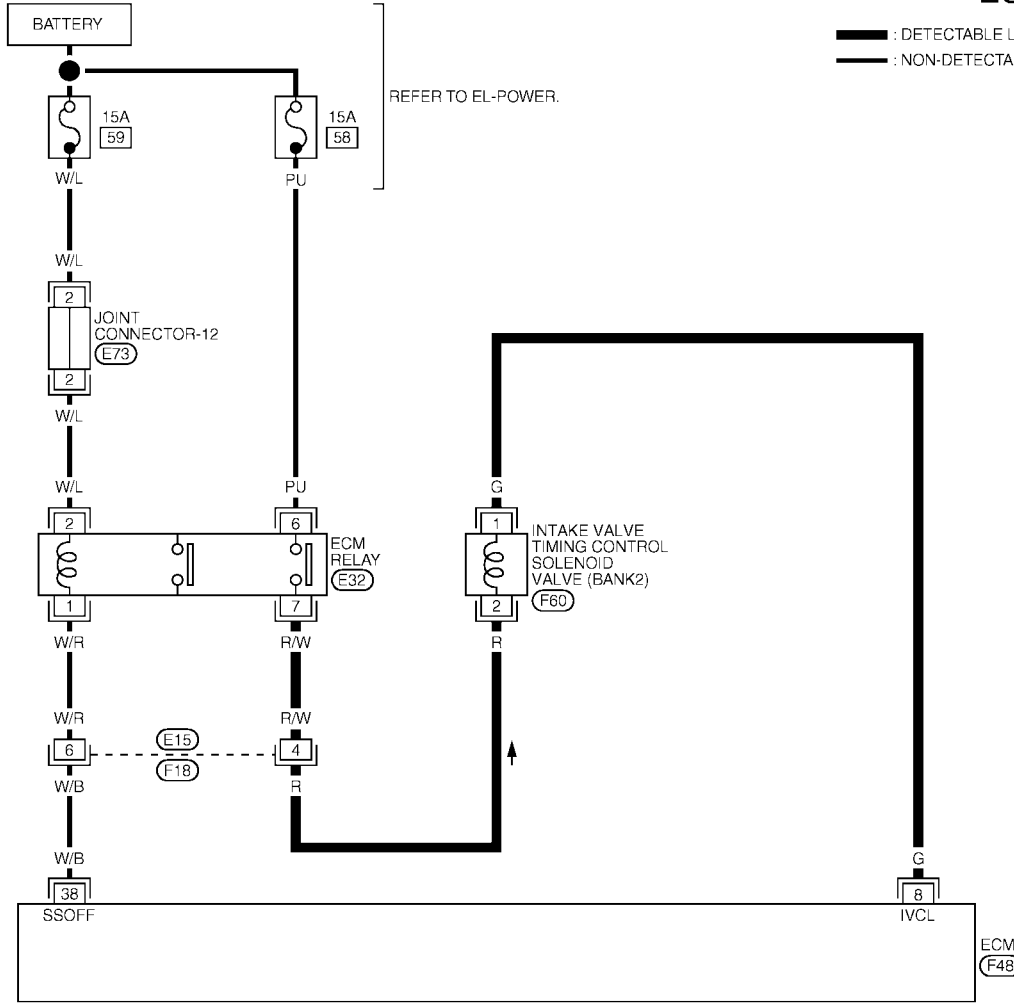 BATTERY
: DETECTABLE L
: NON-DETECTA
REFER TO EL-POWER.
15A
59
15A
58
W/L
PU
W/L
2
JOINT
CONNECTOR-12
E73
2
W/L
W/L
PU
G
2
6
ECM
RELAY
E32
1
INTAKE VALVE
TIMING CONTROL
SOLENOID
VALVE (BANK2)
F60
1
7
2
W/R
R/W
R
W/R
R/W
6
E15
F18
4
W/B
R
W/B
G
38
8
SSOFF
IVCL
ECM
F48